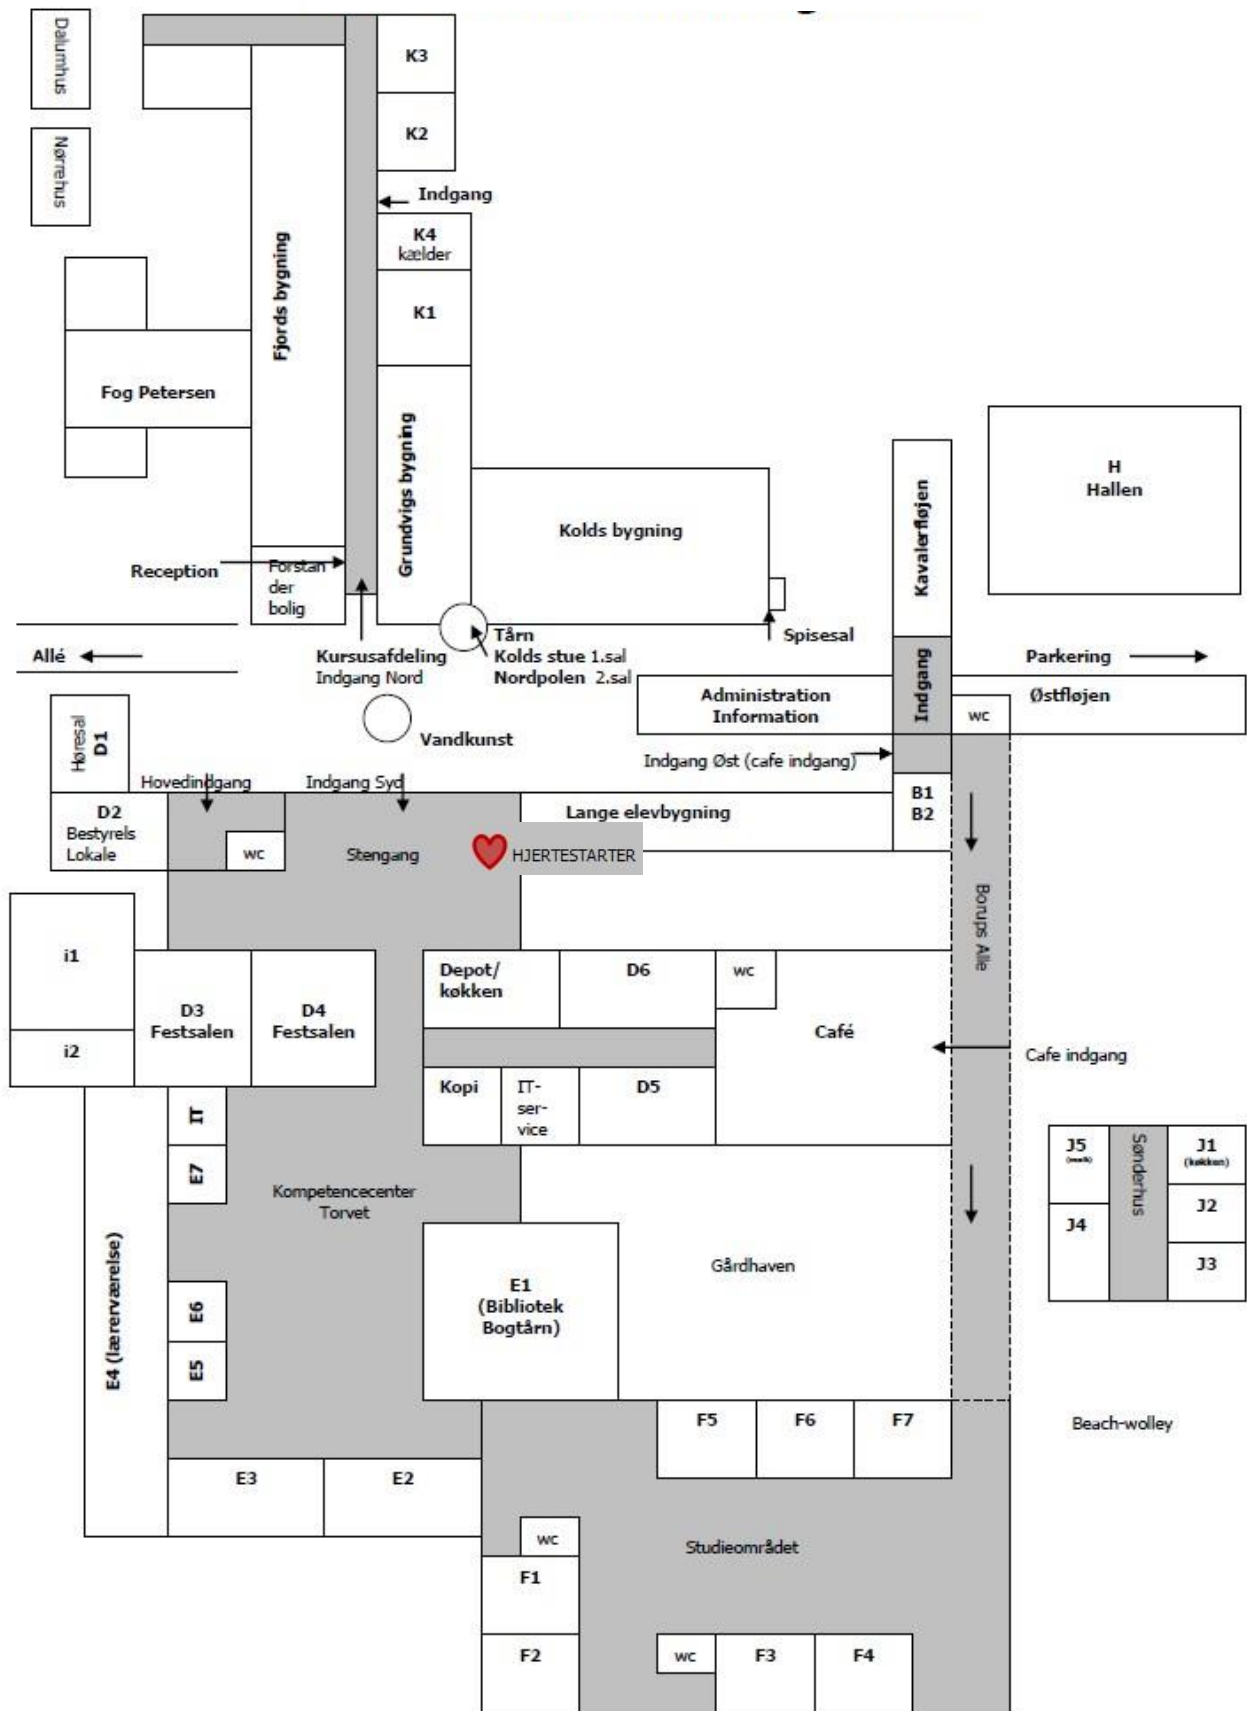 Dalumhus
Nørrehus
K3
K2
Indgang
K4
kælder
K1
Fjords bygning
Fog Petersen
Grundvigs bygning
Kolds bygning
Kavalerfløjen
H
Hallen
Reception
Forstan
der
bolig
Tårn
Kolds stue 1.sal
Nordpolen 2.sal
Spisesal
Allé
Kursusafdeling
Indgang Nord
Parkering
Indgang
Administration
Information
wc
Østfløjen
Høresal
D1
Vandkunst
Indgang Øst (cafe indgang)
Hovedindgang
Indgang Syd
D2
Bestyrels
Lokale
wc
Stengang
HJERTESTARTER
Lange elevbygning
B1
B2
Borups Alle
i1
i2
D3
Festsalen
D4
Festsalen
Depot/
køkken
D6
wc
Café
Cafe indgang
Kopi
IT-
ser-
vice
D5
IT
E7
Kompetencecenter
Torvet
E4 (lærerværelse)
E6
E5
E1
(Bibliotek
Bogtårn)
Gårdhaven
J5
J4
Sønderhus
J1
(køkken)
J2
J3
F5
F6
F7
Beach-wolley
E3
E2
wc
Studieområdet
F1
F2
wc
F3
F4